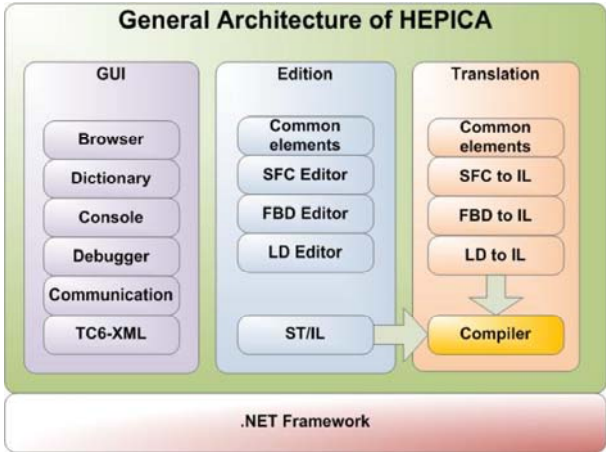 General Architecture of HEPICA
GUI
Browser
Dictionary
Console
Debugger
Communication
TC6-XML
Edition
Common
elements
SFC Editor
FBD Editor
LD Editor
ST/IL
Translation
Common
elements
SFC to IL
FBD to IL
LD to IL
Compiler
.NET Framework